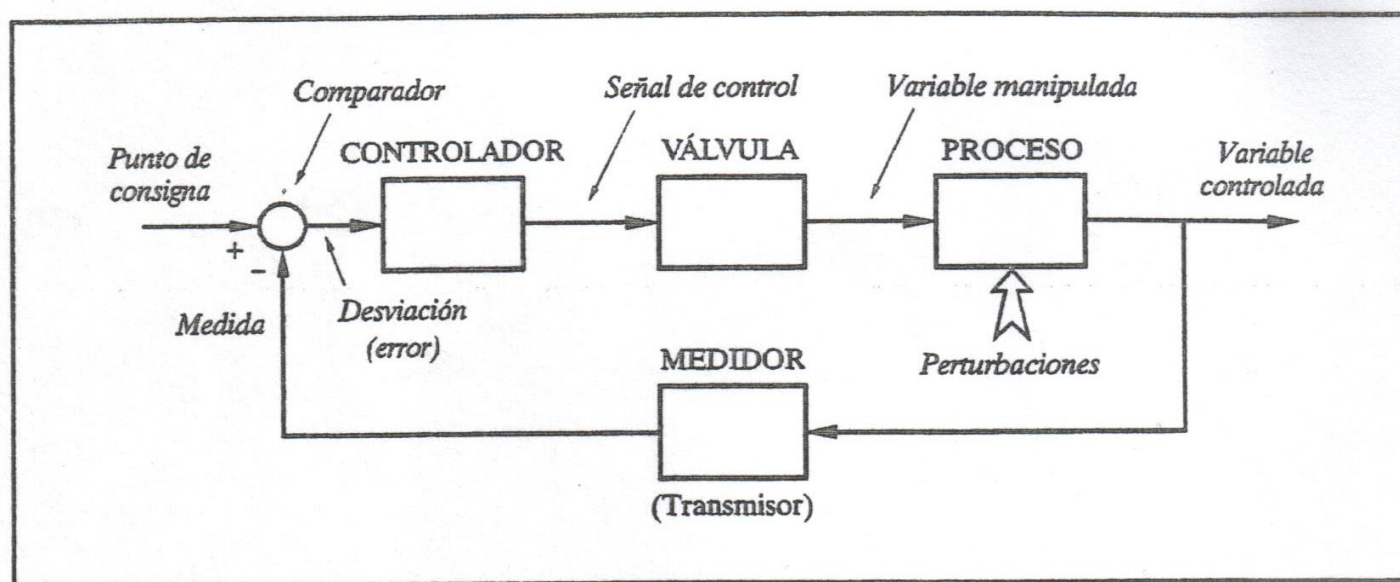 Comparador
Señal de control
Variable manipulada
Punto de
consigna
CONTROLADOR
VÁLVULA
PROCESO
Variable
controlada
+
−
Medida
Desviación
(error)
MEDIDOR
Perturbaciones
(Transmisor)